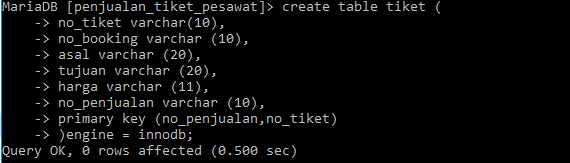 MariaDB [penjualan_tiket_pesawat]> create table tiket (
-> no_tiket varchar(10),
-> no_booking varchar (10),
-> asal varchar (20),
-> tujuan varchar (20),
-> harga varchar (11),
-> no_penjualan varchar (10),
-> primary key (no_penjualan,no_tiket)
-> )engine = innodb;
Query OK, 0 rows affected (0.500 sec)